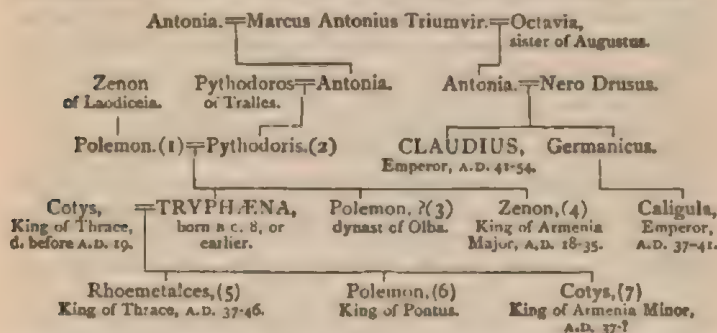 Antonia. Marcus Antonius Triumvir. Octavia,
sister of Augustus.
Zenon Pythodoros Antonia. Antonia. Nero Drusus.
of Laodiceia. of Tralles.
Polemon.(1) Pythodoris.(2) CLAUDIUS, Germanicus.
Emperor, A.D. 41-54.
Cotys, TRYPHÆNA, Polemon, ?(3) Zenon,(4) Caligula,
King of Thrace, born B C. 8, or dynast of Olba. King of Armenia Emperor,
d. before A.D. 19. earlier. Major, A.D. 18-35. A.D. 37-41.
Rhoemetalces,(5) Polemon,(6) Cotys,(7)
King of Thrace, A.D. 37-46. King of Pontus. King of Armenia Minor,
A.D. 37-?